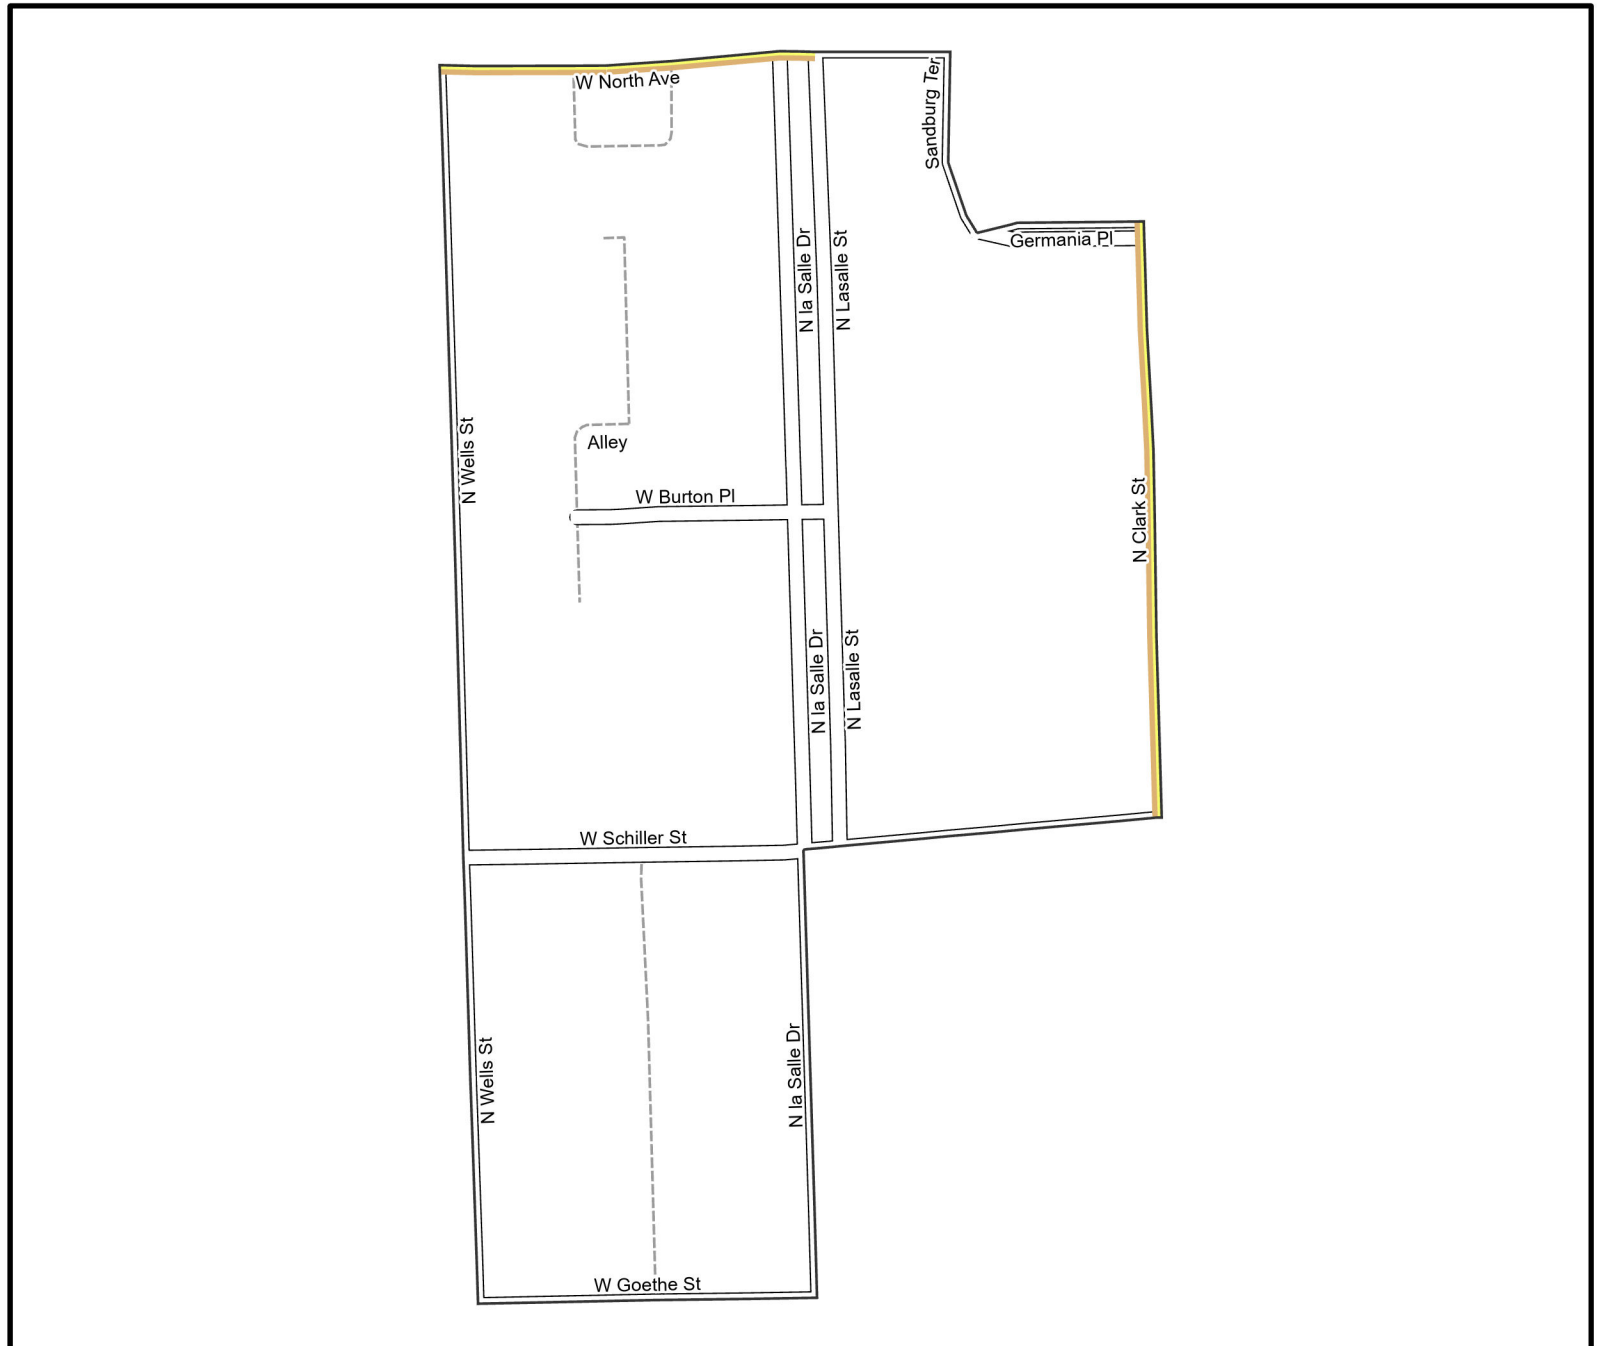 W North Ave
Sandburg Ter
Germania Pl
N la Salle Dr
N Lasalle St
N Wells St
Alley
W Burton Pl
N Clark St
N la Salle Dr
N Lasalle St
W Schiller St
N Wells St
N la Salle Dr
W Goethe St